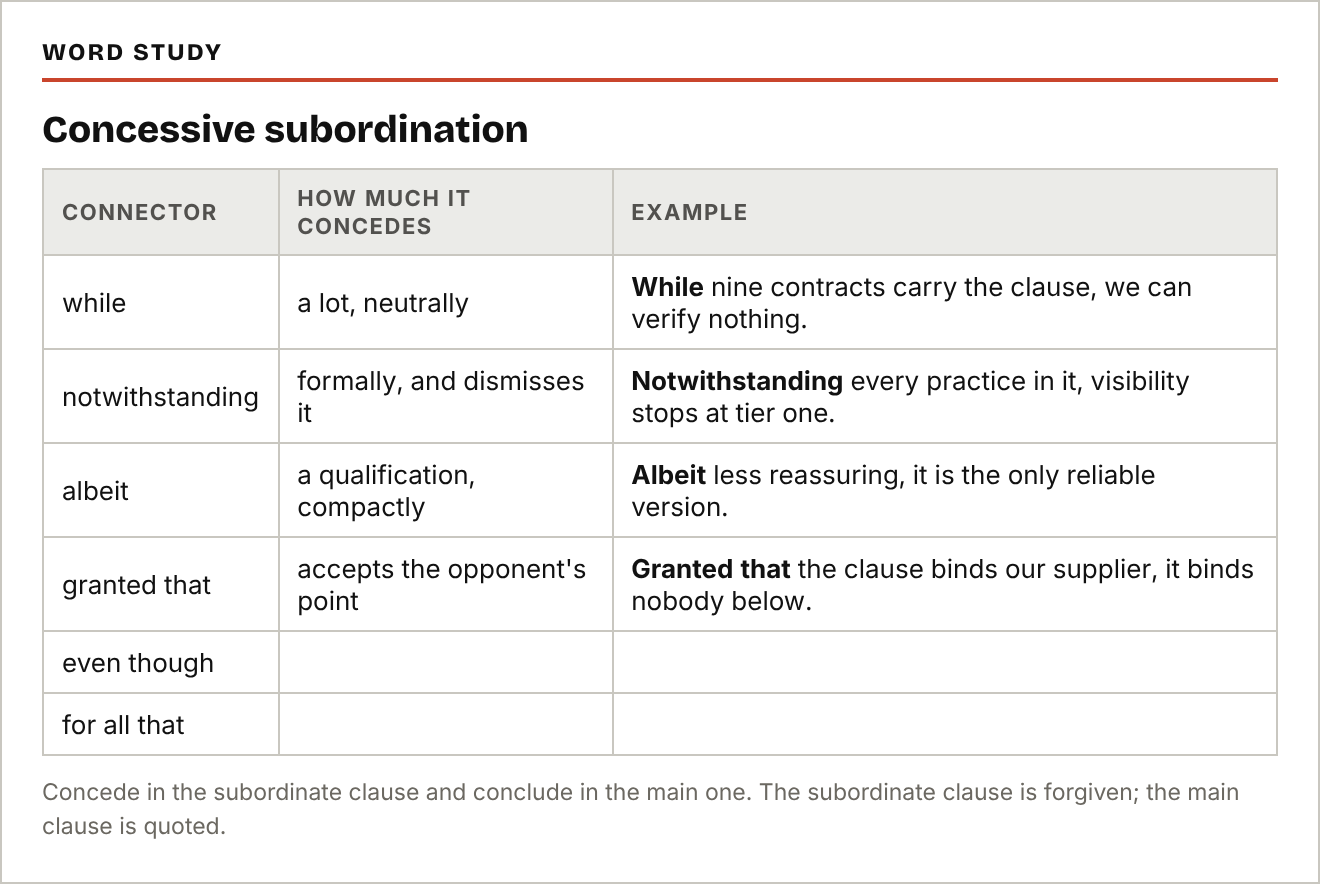 WORD STUDY
Concessive subordination
CONNECTOR
HOW MUCH IT
CONCEDES
EXAMPLE
while
a lot, neutrally
While nine contracts carry the clause, we can
verify nothing.
notwithstanding
formally, and dismisses
it
Notwithstanding every practice in it, visibility
stops at tier one.
albeit
a qualification,
compactly
Albeit less reassuring, it is the only reliable
version.
granted that
accepts the opponent's
point
Granted that the clause binds our supplier, it binds
nobody below.
even though
for all that
Concede in the subordinate clause and conclude in the main one. The subordinate clause is forgiven; the main
clause is quoted.